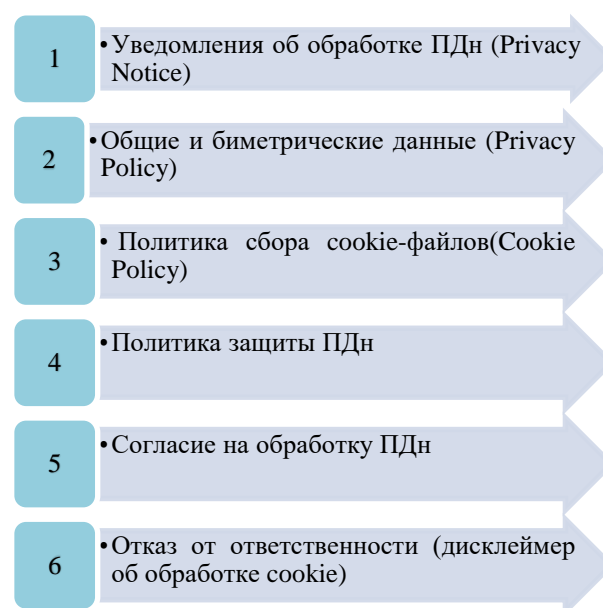 1
• Уведомления об обработке ПДн (Privacy
Notice)
2
• Общие и биметрические данные (Privacy
Policy)
3
• Политика сбора cookie-файлов(Cookie
Policy)
4
• Политика защиты ПДн
5
• Согласие на обработку ПДн
6
• Отказ от ответственности (дисклеймер
об обработке cookie)